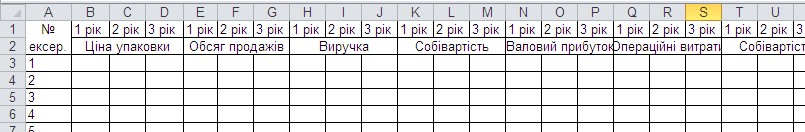 A B C D E F G H I J K L M N O P Q R S T U
1 № 1 рік 2 рік 3 рік 1 рік 2 рік 3 рік 1 рік 2 рік 3 рік 1 рік 2 рік 3 рік 1 рік 2 рік 3 рік 1 рік 2 рік 3 рік 1 рік 2 рік 3
2 ексер. Ціна упаковки Обсяг продажів Виручка Собівартість Валовий прибуток Операційні витрати Собівартіст
3 1
4 2
5 3
6 4
7 5